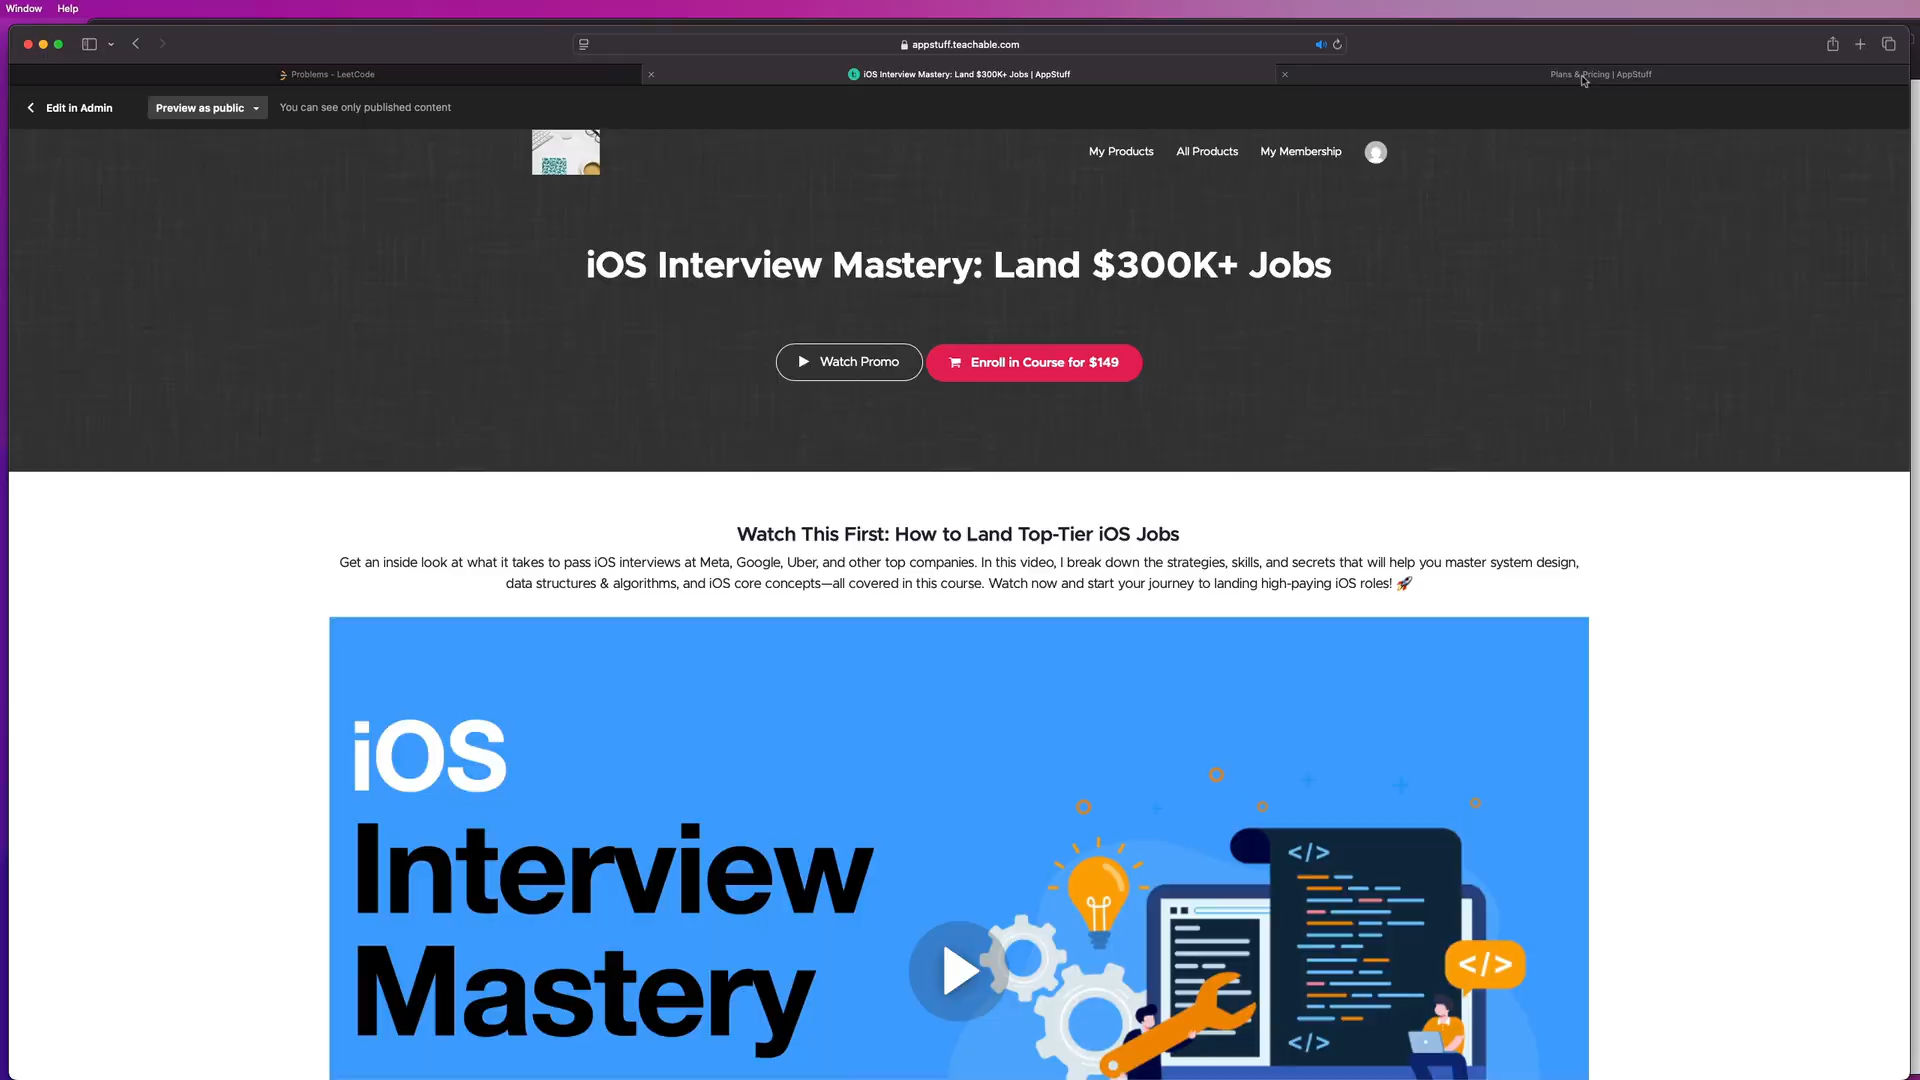 Window Help
appstuff.teachable.com
Problems - LeetCode
iOS Interview Mastery: Land $300K+ Jobs | AppStuff
Plans & Pricing | AppStuff
Edit in Admin
Preview as public
You can see only published content
My Products
All Products
My Membership
iOS Interview Mastery: Land $300K+ Jobs
Watch Promo
Enroll in Course for $149
Watch This First: How to Land Top-Tier iOS Jobs
Get an inside look at what it takes to pass iOS interviews at Meta, Google, Uber, and other top companies. In this video, I break down the strategies, skills, and secrets that will help you master system design,
data structures & algorithms, and iOS core concepts—all covered in this course. Watch now and start your journey to landing high-paying iOS roles! 🚀
iOS
Interview
Mastery
</>
</>
</>